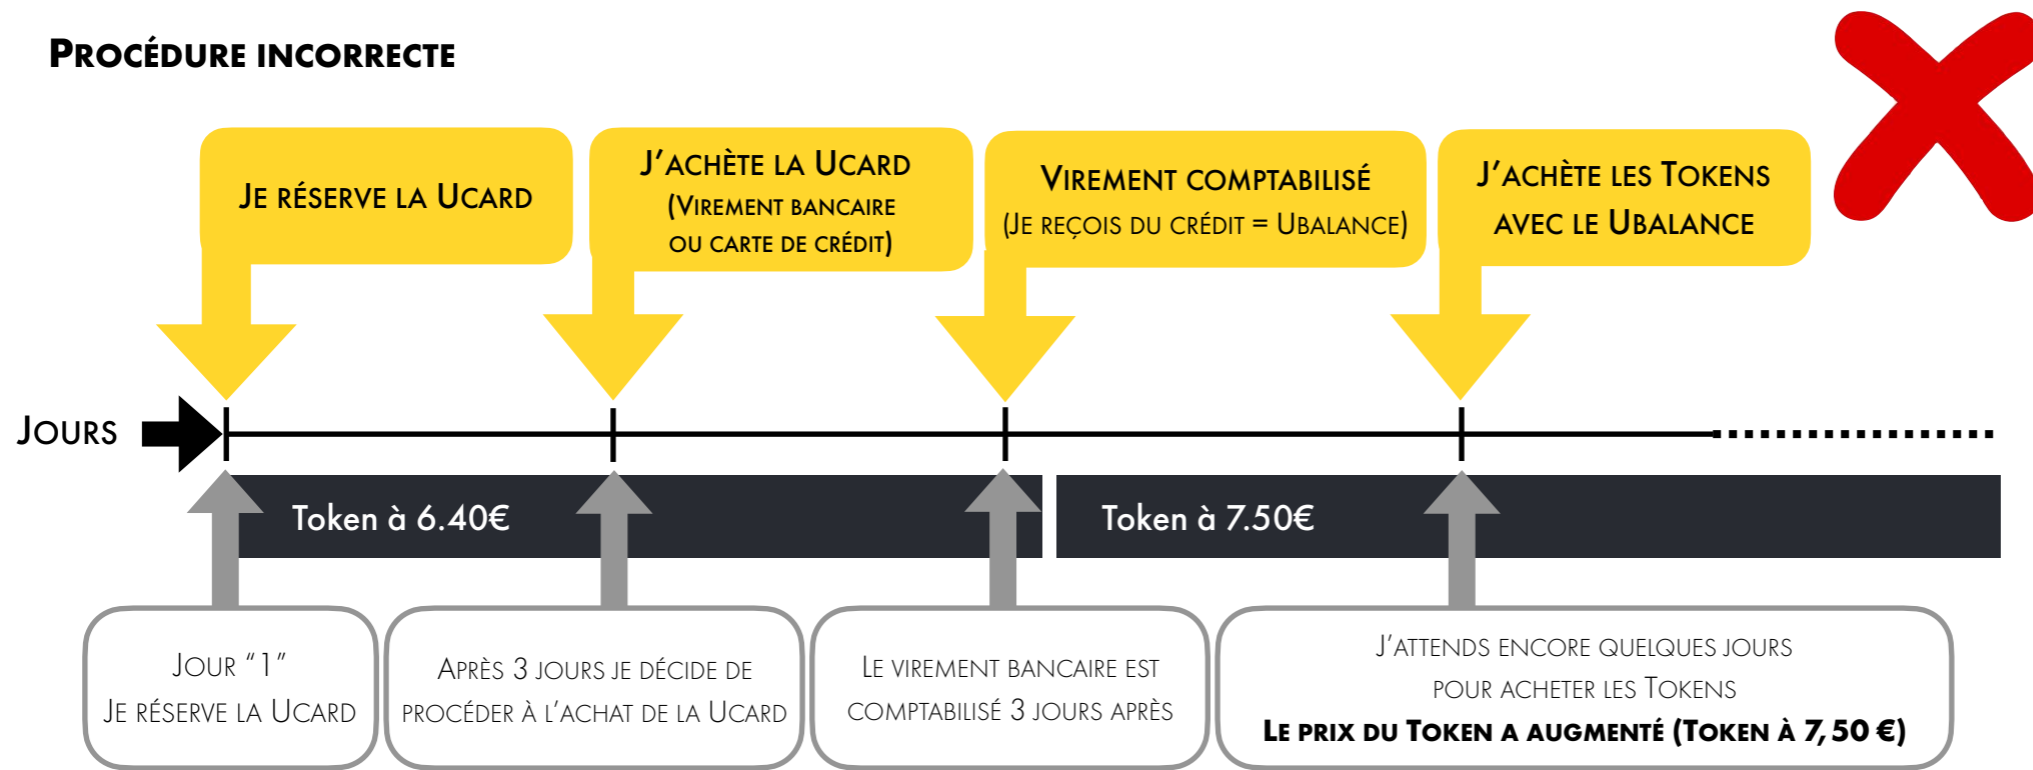 Procédure incorrecte
Je réserve la Ucard
J'achète la Ucard
(Virement bancaire
ou carte de crédit)
Virement comptabilisé
(Je reçois du crédit = Ubalance)
J'achète les Tokens
avec le Ubalance
Jours
Token à 6.40€
Token à 7.50€
Jour "1"
Je réserve la Ucard
Après 3 jours je décide de
procéder à l'achat de la Ucard
Le virement bancaire est
comptabilisé 3 jours après
J'attends encore quelques jours
pour acheter les Tokens
Le prix du Token a augmenté (Token à 7,50 €)